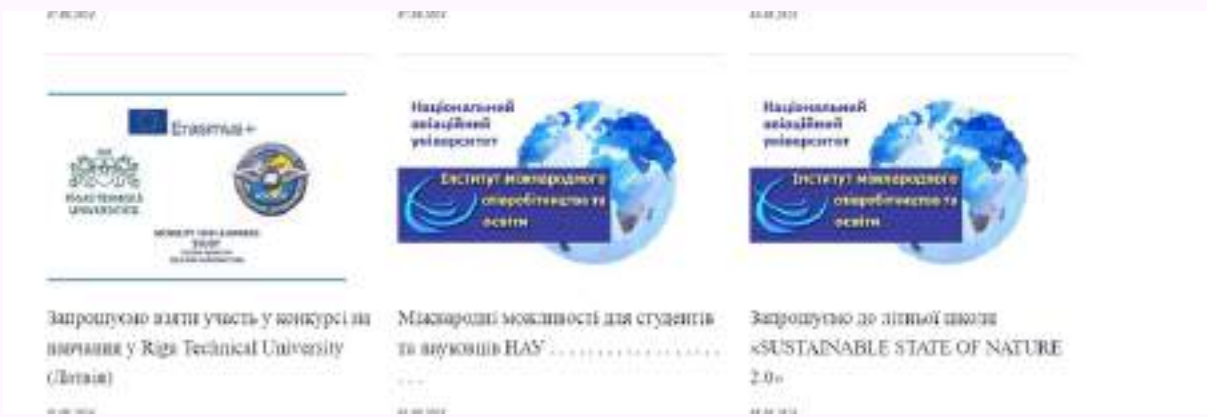 Erasmus+
Національний
авіаційний
університет
Інститут міжнародного
співробітництва та
освіти
Національний
авіаційний
університет
Інститут міжнародного
співробітництва та
освіти
Запрошуємо взяти участь у конкурсі на
навчання у Riga Technical University
(Латвія)
Міжнародні можливості для студентів
та науковців НАУ . . . . . . . . . . . . . . . . . .
. . .
Запрошуємо до літньої школи
«SUSTAINABLE STATE OF NATURE
2.0»